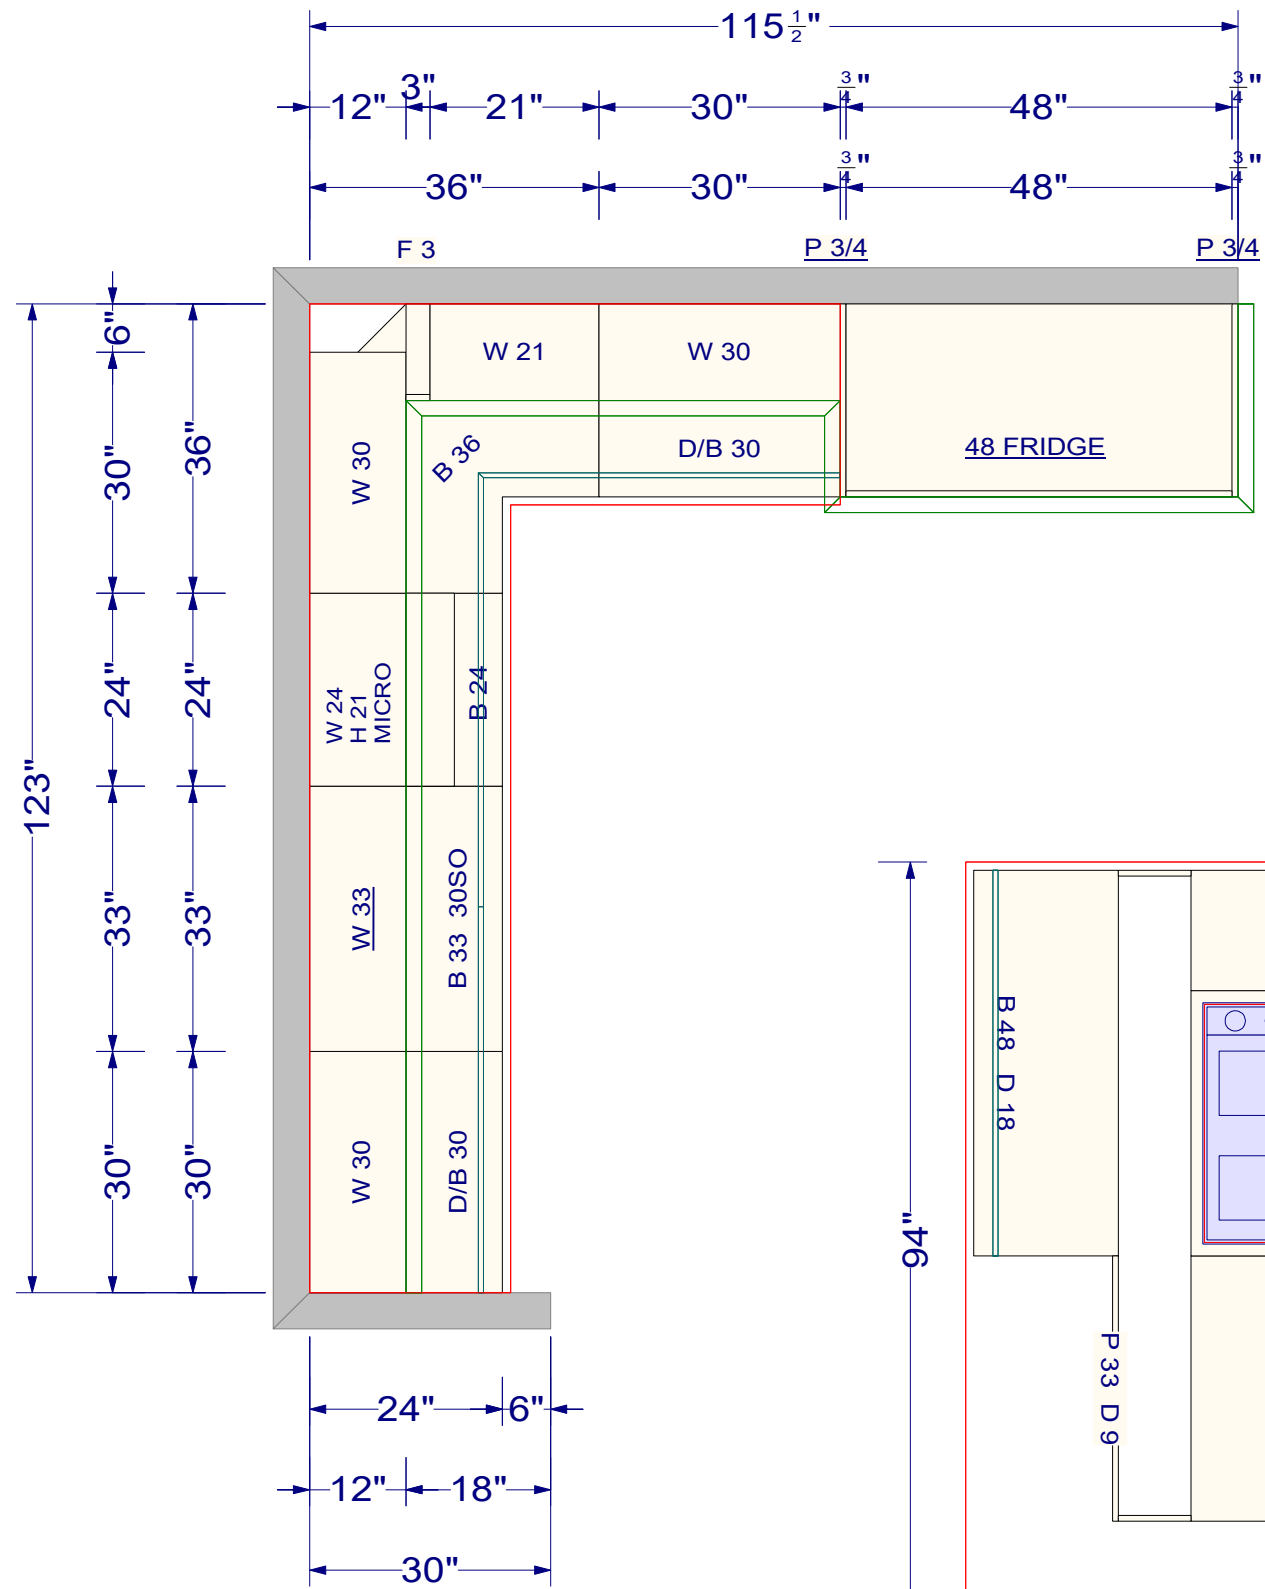 115 1/2"
12"
3"
21"
30"
3/4"
48"
3/4"
36"
30"
3/4"
48"
3/4"
F 3
P 3/4
P 3/4
6"
30"
24"
33"
30"
36"
24"
33"
30"
123"
W 21
W 30
W 30
B 36
D/B 30
48 FRIDGE
W 24
H 21
MICRO
B 24
W 33
B 33 30SO
W 30
D/B 30
B 48 D 18
94"
P 33 D 9
24"
6"
12"
18"
30"